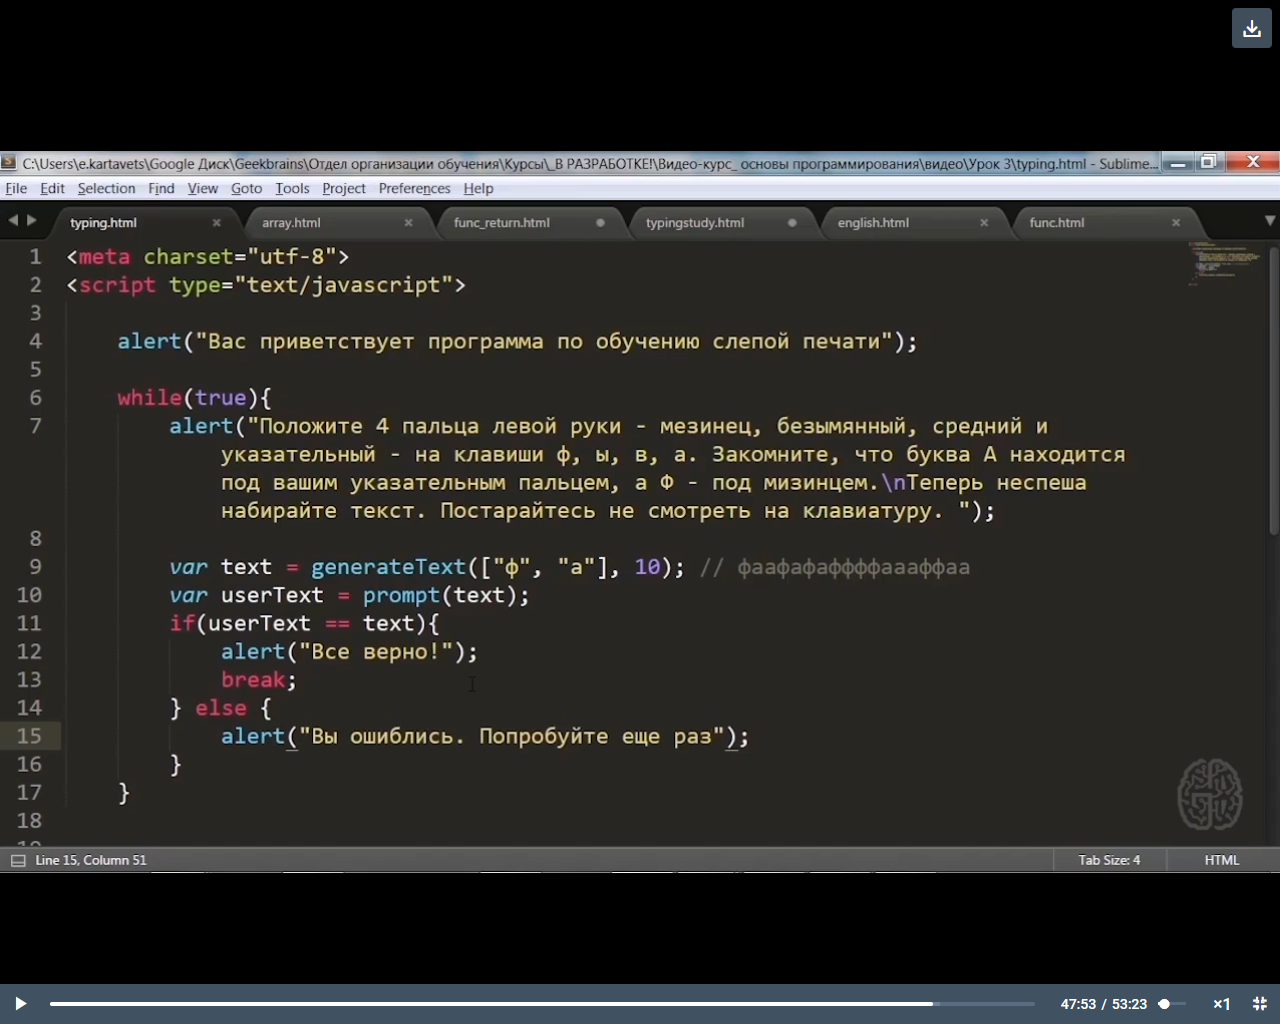 C:\Users\e.kartavets\Google Диск\Geekbrains\Отдел организации обучения\Курсы\_В РАЗРАБОТКЕ!\Видео-курс_ основы программирования\видео\Урок 3\typing.html - Sublime...
File Edit Selection Find View Goto Tools Project Preferences Help
typing.html × array.html × func_return.html typingstudy.html english.html × func.html ×
1 <meta charset="utf-8">
2 <script type="text/javascript">
3
4 alert("Вас приветствует программа по обучению слепой печати");
5
6 while(true){
7 alert("Положите 4 пальца левой руки - мезинец, безымянный, средний и
указательный - на клавиши ф, ы, в, а. Закомните, что буква А находится
под вашим указательным пальцем, а Ф - под мизинцем.\nТеперь неспеша
набирайте текст. Постарайтесь не смотреть на клавиатуру. ");
8
9 var text = generateText(["ф", "а"], 10); // фаафафаффффааафффаа
10 var userText = prompt(text);
11 if(userText == text){
12 alert("Все верно!");
13 break;
14 } else {
15 alert("Вы ошиблись. Попробуйте еще раз");
16 }
17 }
18
Line 15, Column 51 Tab Size: 4 HTML
47:53 / 53:23 ×1